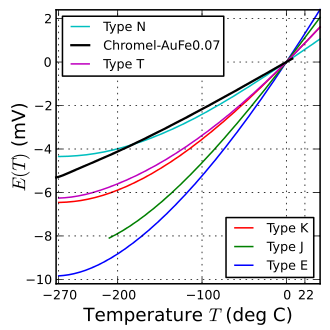 2
0
−2
−4
−6
−8
−10
E(T) (mV)
Type N
Chromel-AuFe0.07
Type T
Type K
Type J
Type E
−270
−200
−100
0
22
Temperature T (deg C)